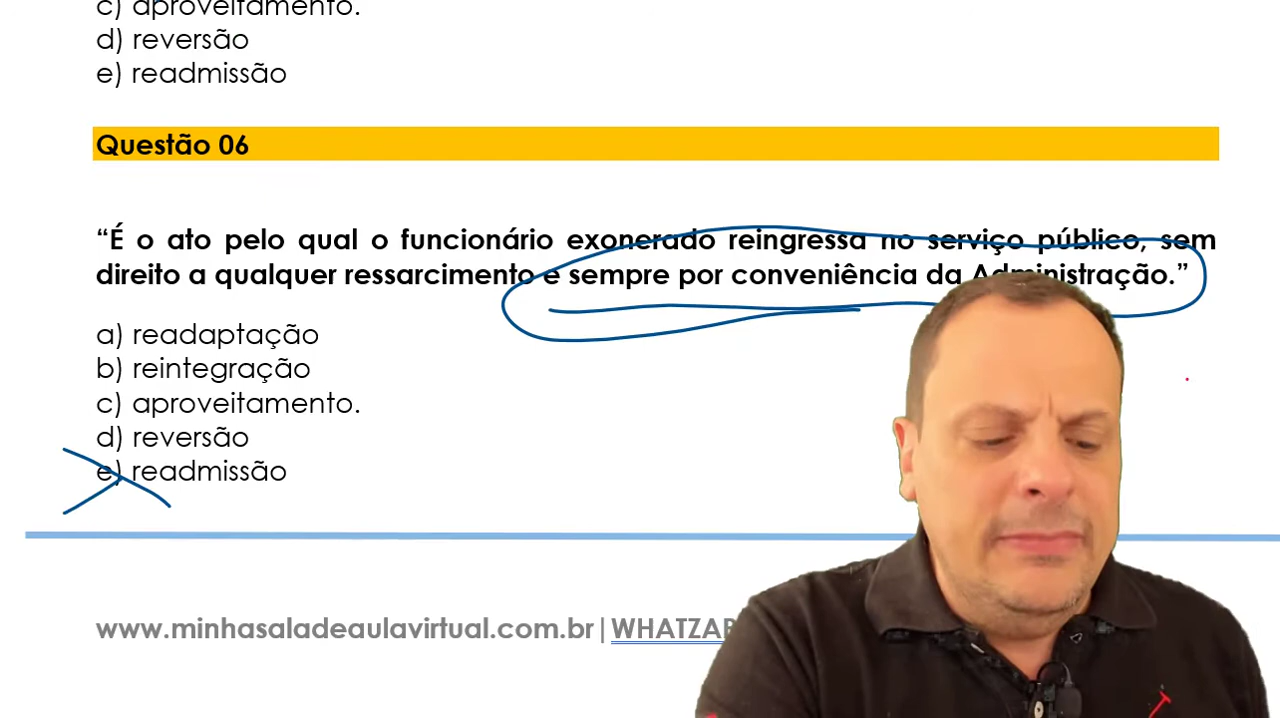 c) aproveitamento.
d) reversão
e) readmissão
Questão 06
“É o ato pelo qual o funcionário exonerado reingressa no serviço público, sem
direito a qualquer ressarcimento e sempre por conveniência da Administração.”
a) readaptação
b) reintegração
c) aproveitamento.
d) reversão
e) readmissão
www.minhasaladeaulavirtual.com.br|WHATZAP